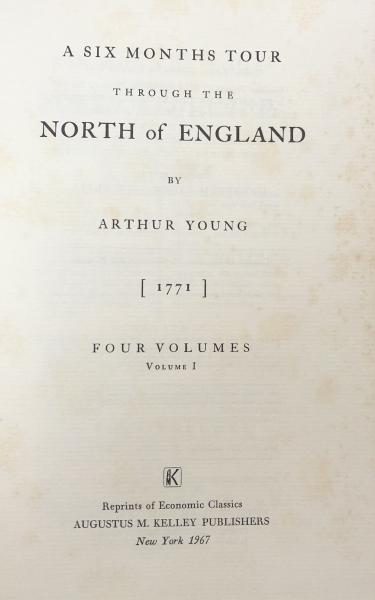 A SIX MONTHS TOUR
THROUGH THE
NORTH of ENGLAND
BY
ARTHUR YOUNG
[ 1771 ]
FOUR VOLUMES
VOLUME I
K
Reprints of Economic Classics
AUGUSTUS M. KELLEY PUBLISHERS
New York 1967